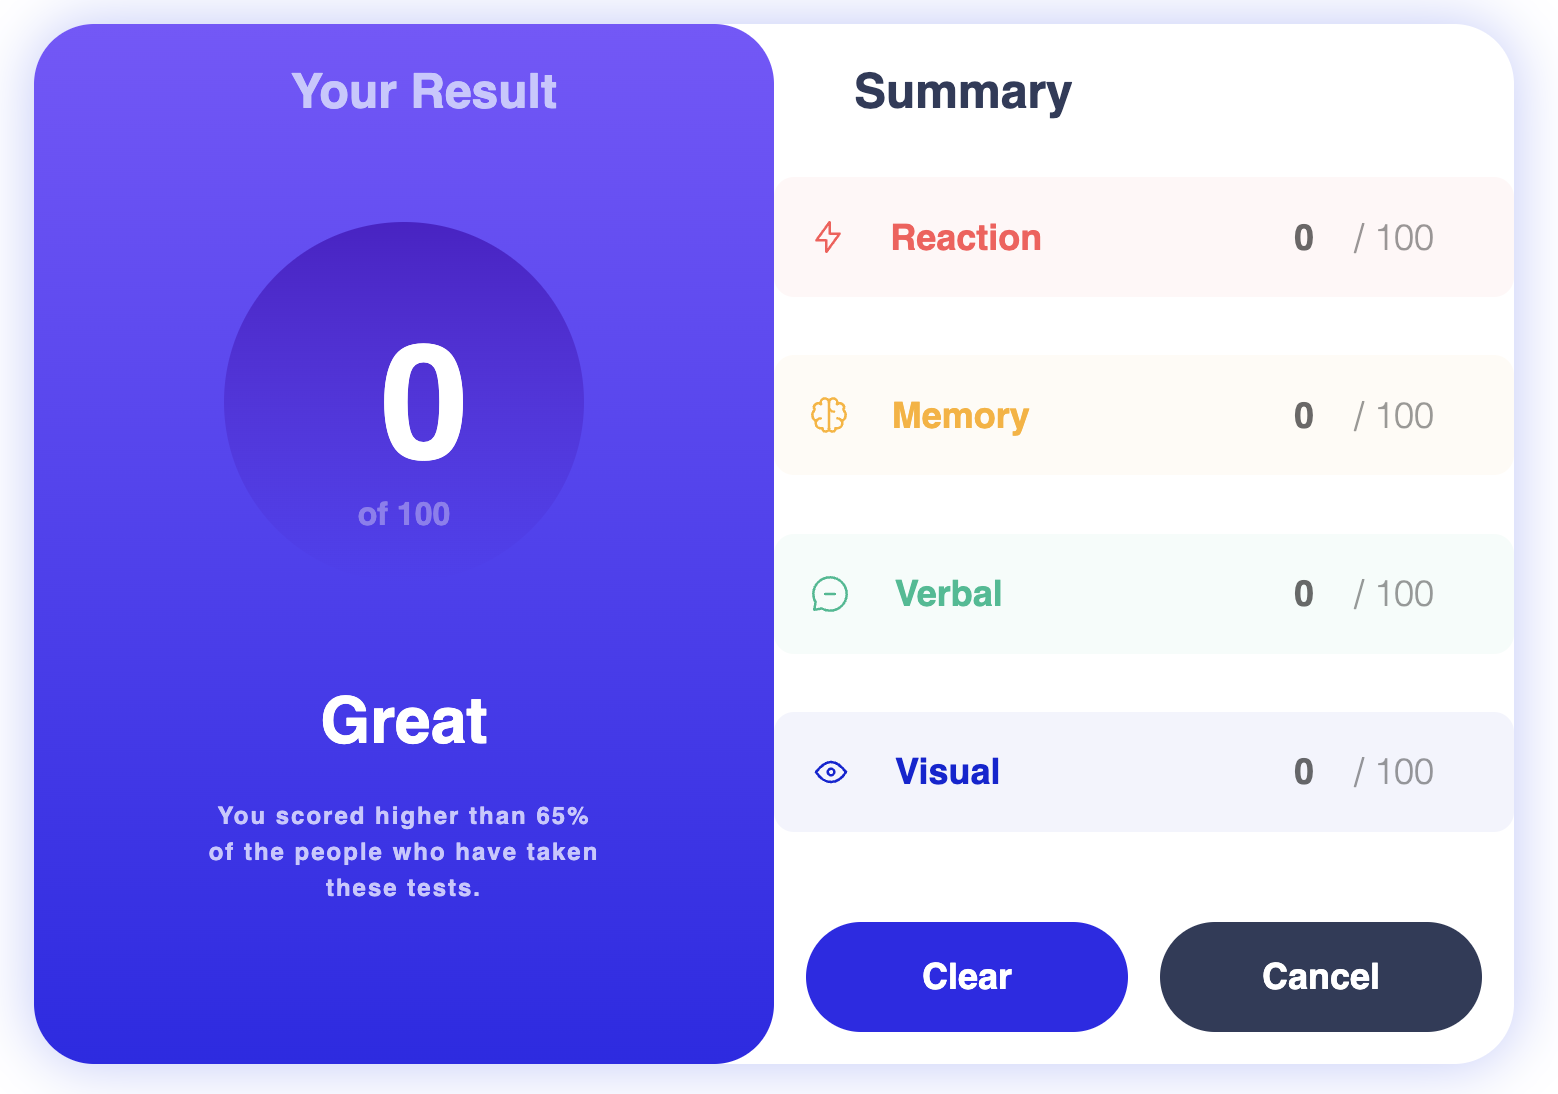 Your Result
0
of 100
Great
You scored higher than 65%
of the people who have taken
these tests.
Summary
Reaction 0 / 100
Memory 0 / 100
Verbal 0 / 100
Visual 0 / 100
Clear Cancel